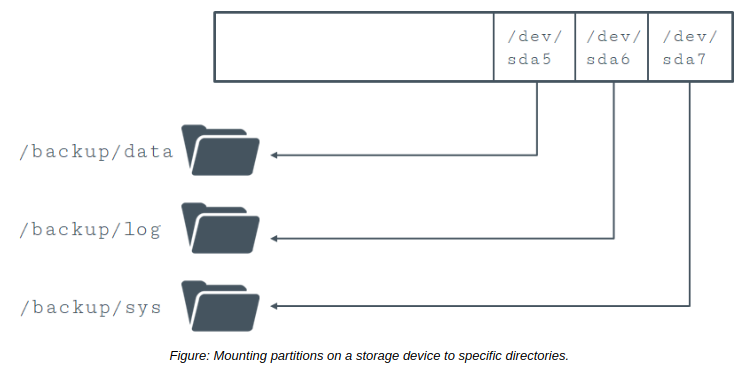 /dev/
sda5
/dev/
sda6
/dev/
sda7
/backup/data
/backup/log
/backup/sys
Figure: Mounting partitions on a storage device to specific directories.